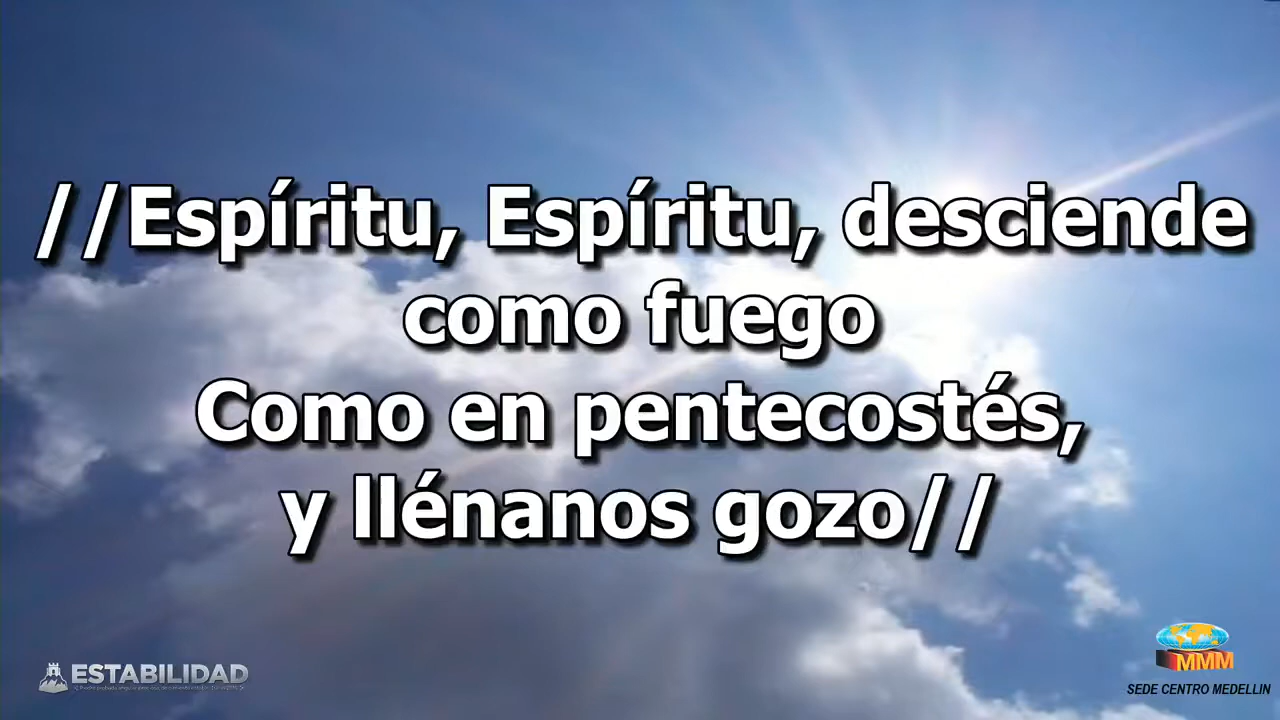 //Espíritu, Espíritu, desciende
como fuego
Como en pentecostés,
y llénanos gozo//
ESTABILIDAD
MMM
SEDE CENTRO MEDELLIN